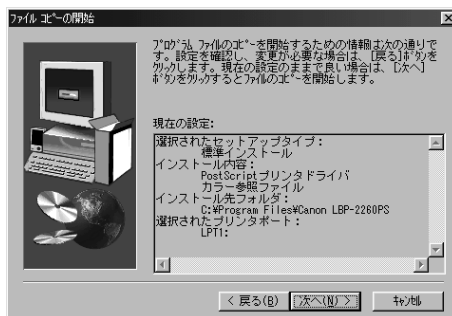 ファイル コピーの開始
プログラム ファイルのコピーを開始するための情報は次の通りで
す。設定を確認し、変更が必要な場合は、[戻る]ボタンを
クリックします。現在の設定のままで良い場合は、[次へ]
ボタンをクリックするとファイルのコピーを開始します。
現在の設定:
選択されたセットアップタイプ:
標準インストール
インストール内容:
PostScriptプリンタドライバ
カラー参照ファイル
インストール先フォルダ:
C:¥Program Files¥Canon LBP-2260PS
選択されたプリンタポート:
LPT1:
< 戻る(B) 次へ(N) > キャンセル